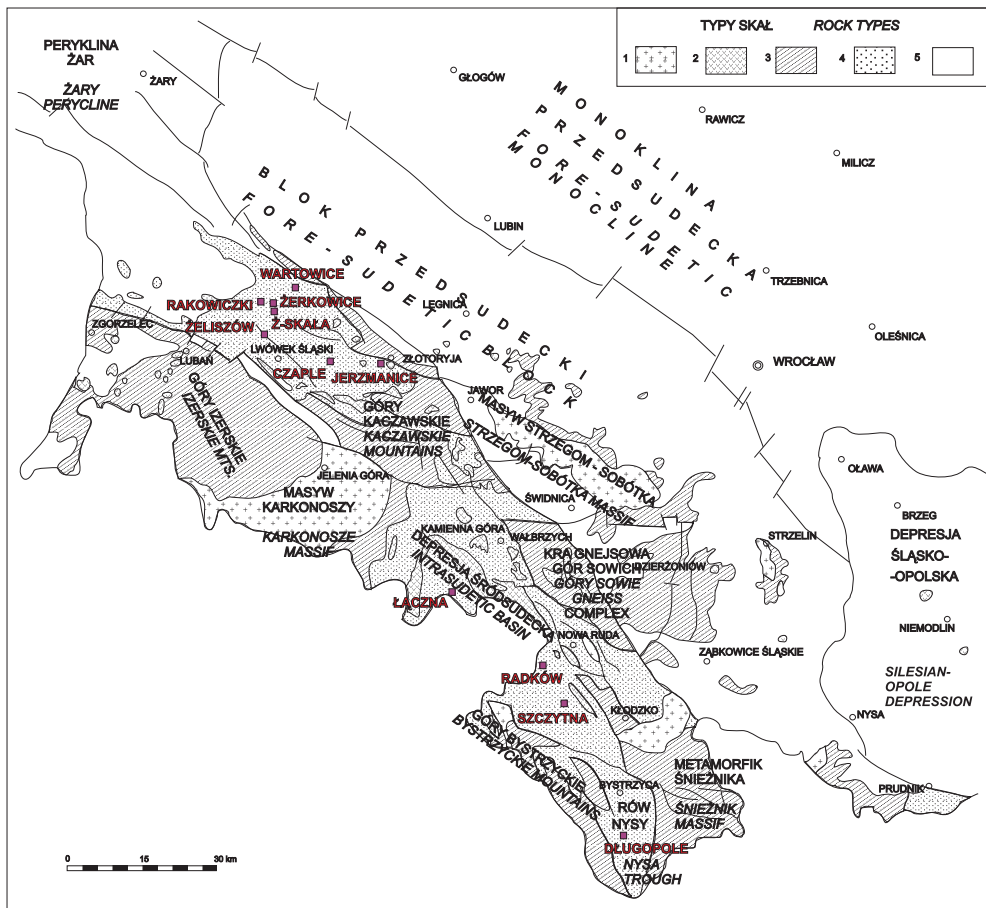 TYPY SKAŁ ROCK TYPES
1 2 3 4 5
PERYKLINA
ŻAR
ŻARY
PERYCLINE
ŻARY
GŁOGÓW
RAWICZ
MILICZ
MONOKLINA
PRZEDSUDECKA
FORE-SUDETIC
MONOCLINE
LUBIN
TRZEBNICA
BLOK PRZEDSUDECKI
FORE-SUDETIC BLOCK
WARTOWICE
RAKOWICZKI
ŻERKOWICE
Ż-SKAŁA
ŻELISZÓW
ZGORZELEC
LEGNICA
OLEŚNICA
LWÓWEK ŚLĄSKI
LUBAŃ
CZAPLE
JERZMANICE
ZŁOTORYJA
WROCŁAW
JAWOR
GÓRY IZERSKIE
IZERSKIE MTS.
GÓRY
KACZAWSKIE
KACZAWSKIE
MOUNTAINS
MASYW STRZEGOM - SOBÓTKA
STRZEGOM-SOBÓTKA MASSIF
JELENIA GÓRA
OŁAWA
MASYW
KARKONOSZY
ŚWIDNICA
BRZEG
KARKONOSZE
MASSIF
KAMIENNA GÓRA
WAŁBRZYCH
STRZELIN
DEPRESJA
ŚLĄSKO-
-OPOLSKA
DEPRESJA ŚRÓDSUDECKA
INTRASUDETIC BASIN
KRA GNEJSOWA
GÓR SOWICH
GÓRY SOWIE
GNEISS
COMPLEX
DZIERŻONIÓW
ŁĄCZNA
NIEMODLIN
NOWA RUDA
ZĄBKOWICE ŚLĄSKIE
RADKÓW
SILESIAN-
OPOLE
DEPRESSION
SZCZYTNA
KŁODZKO
NYSA
GÓRY BYSTRZYCKIE
BYSTRZYCKIE MOUNTAINS
METAMORFIK
ŚNIEŻNIKA
BYSTRZYCA
PRUDNIK
RÓW
NYSY
ŚNIEŻNIK
MASSIF
DŁUGOPOLE
NYSA
TROUGH
0 15 30 km